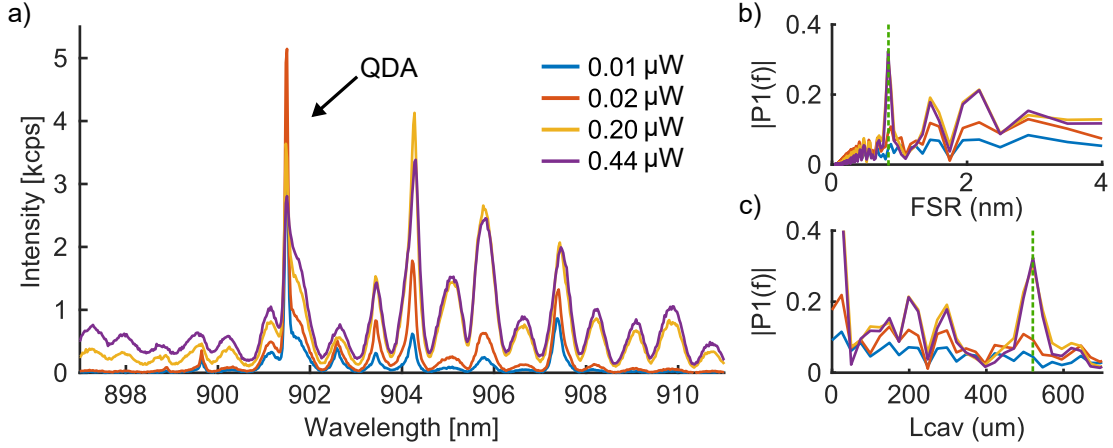 a)
Intensity [kcps]
5
4
3
2
1
0
QDA
0.01 µW
0.02 µW
0.20 µW
0.44 µW
898 900 902 904 906 908 910
Wavelength [nm]
b)
|P1(f)|
0.4
0.2
0
0 2 4
FSR (nm)
c)
|P1(f)|
0.4
0.2
0
0 200 400 600
Lcav (um)